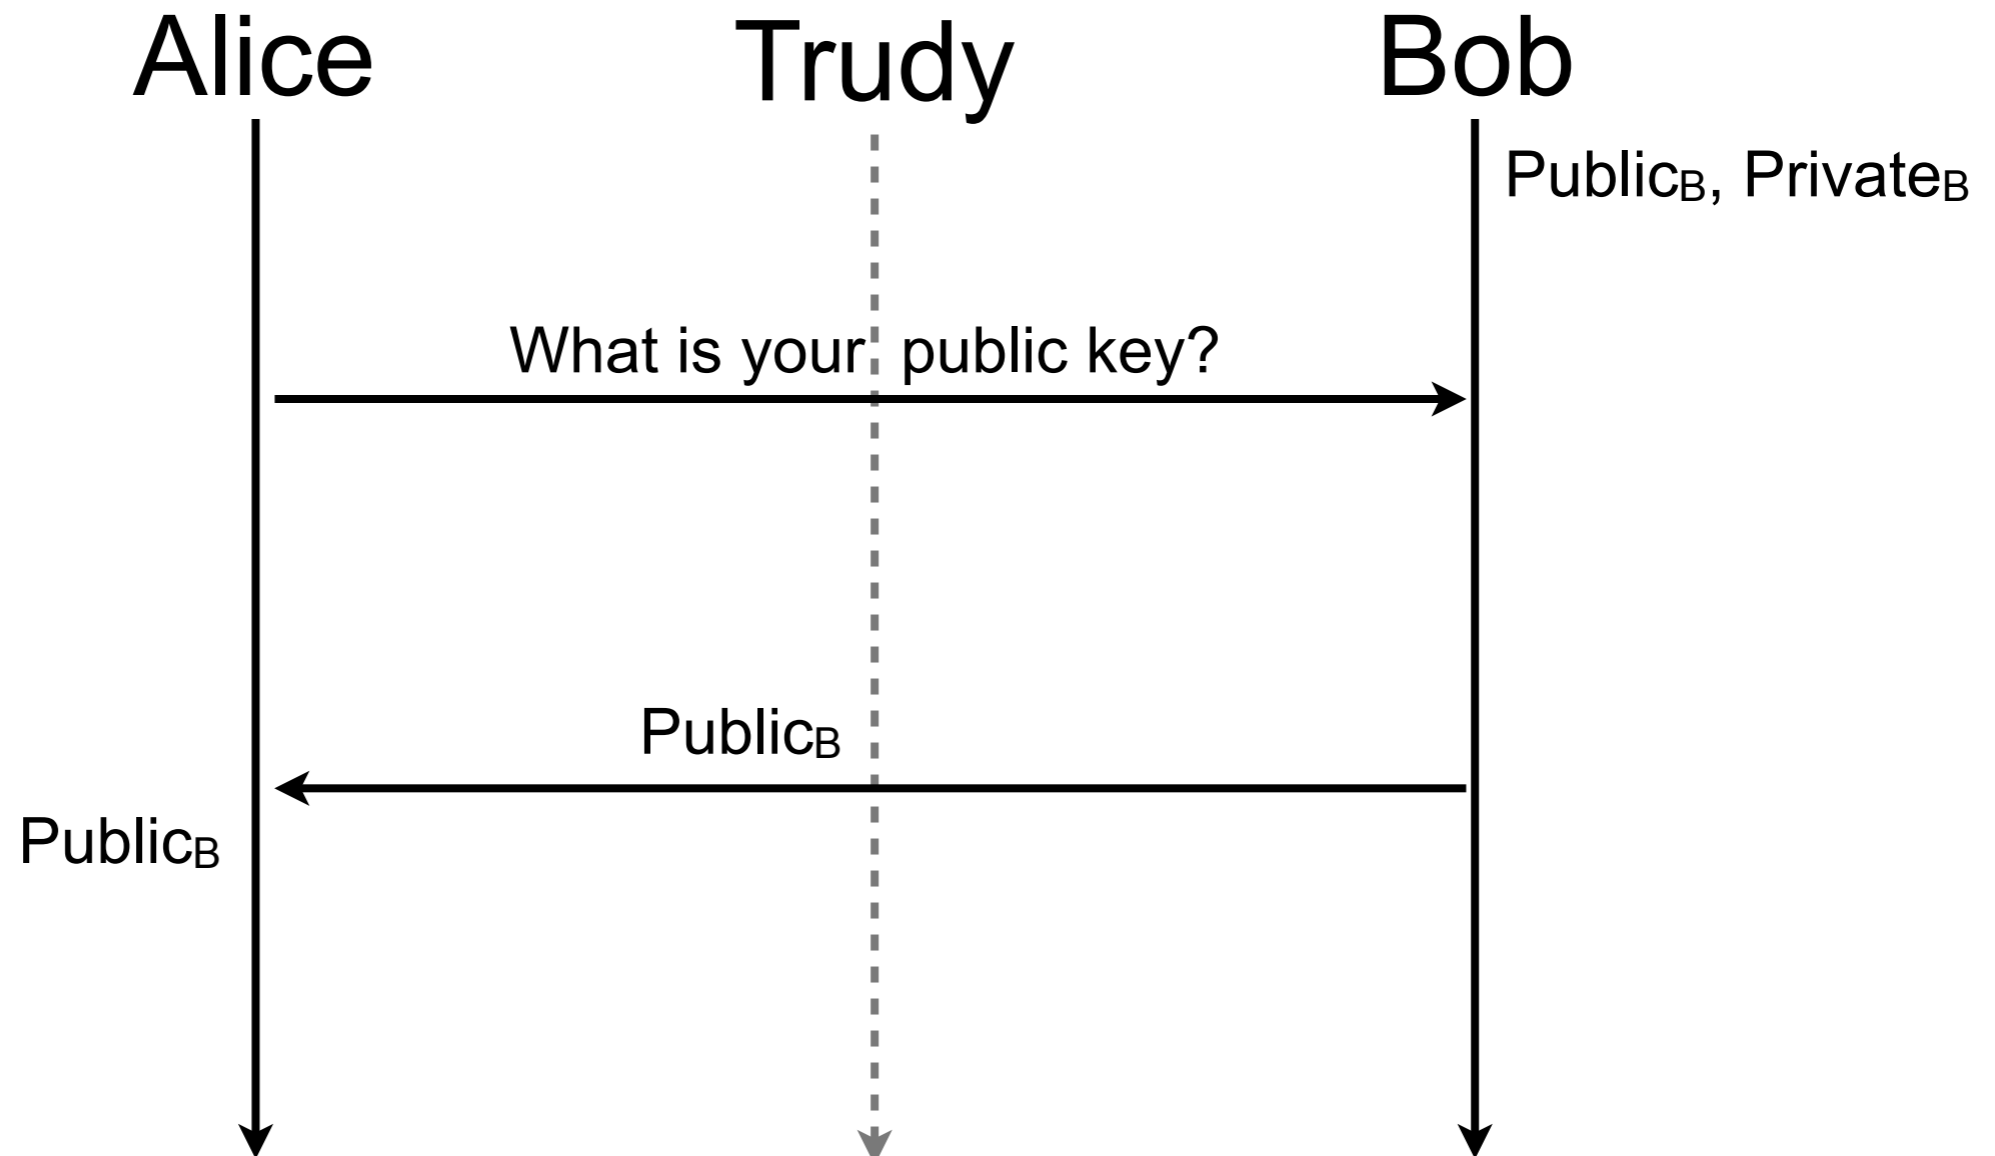 Alice Trudy Bob
PublicB, PrivateB
What is your public key?
PublicB
PublicB